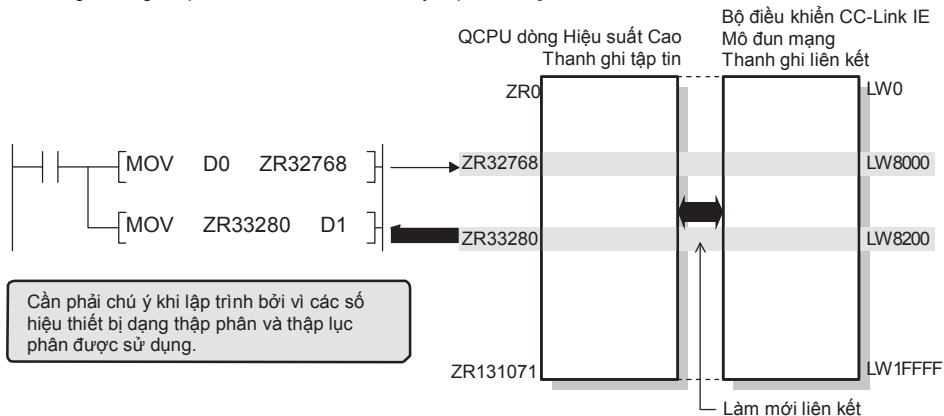 Bộ điều khiển CC-Link IE
Mô đun mạng
Thanh ghi liên kết
QCPU dòng Hiệu suất Cao
Thanh ghi tập tin
ZR0
LW0
MOV D0 ZR32768
ZR32768
LW8000
MOV ZR33280 D1
ZR33280
LW8200
Cần phải chú ý khi lập trình bởi vì các số
hiệu thiết bị dạng thập phân và thập lục
phân được sử dụng.
ZR131071
LW1FFFF
Làm mới liên kết